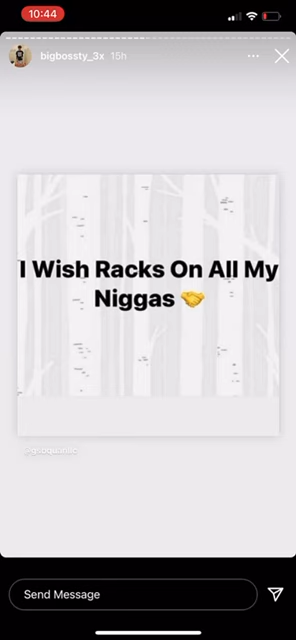 10:44
bigbossty_3x 15h
I Wish Racks On All My
Niggas 🤝
Send Message